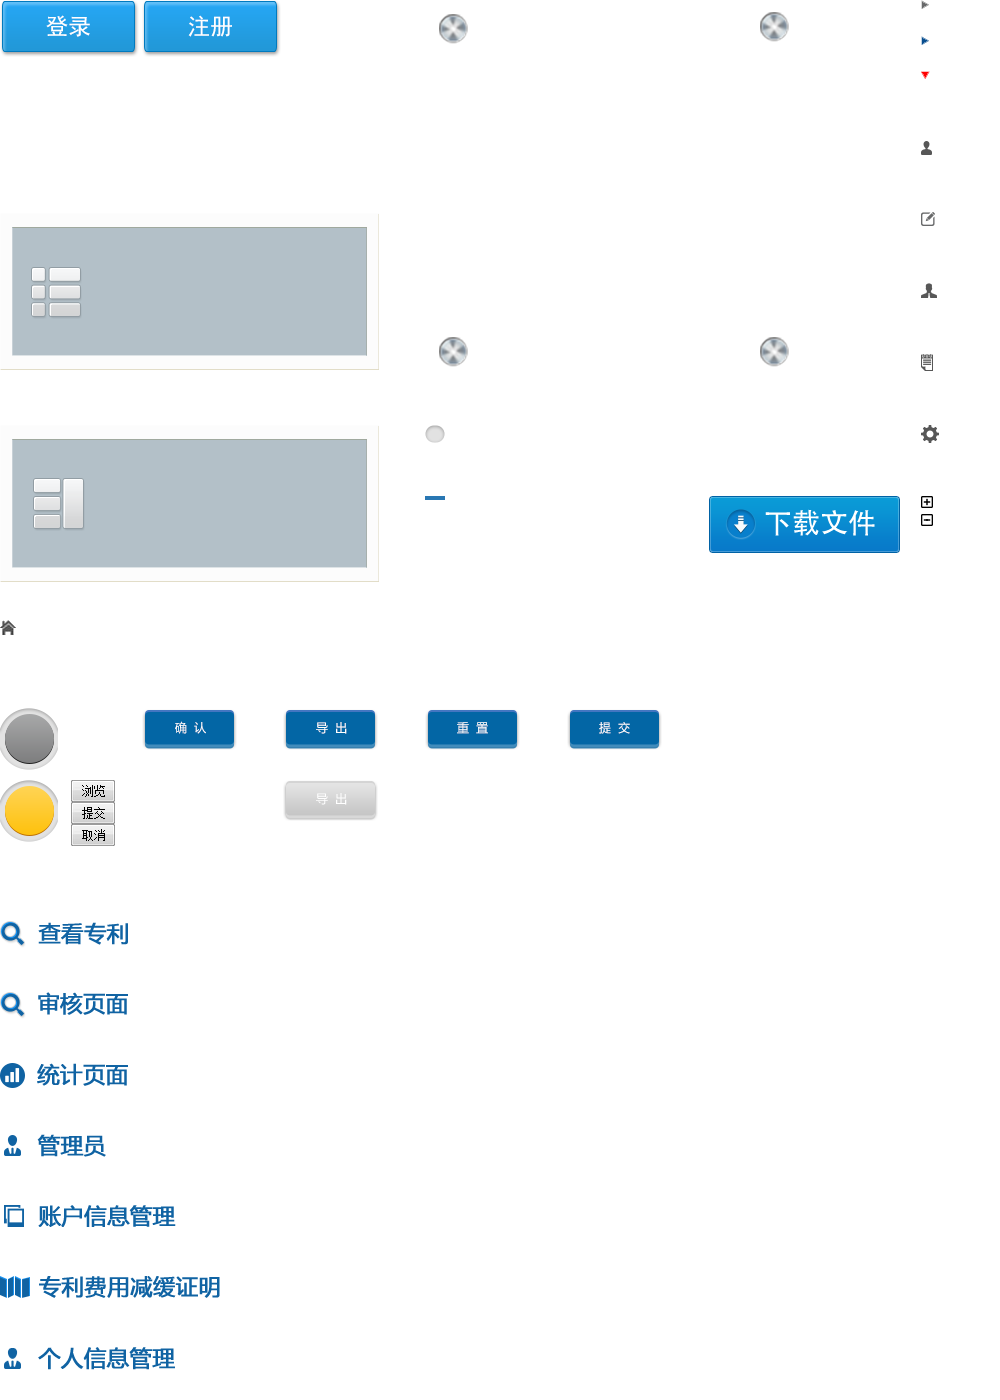 登录 注册
下载文件
确 认 导 出 重 置 提 交
浏览
导 出
提交
取消
查看专利
审核页面
统计页面
管理员
账户信息管理
专利费用减缓证明
个人信息管理